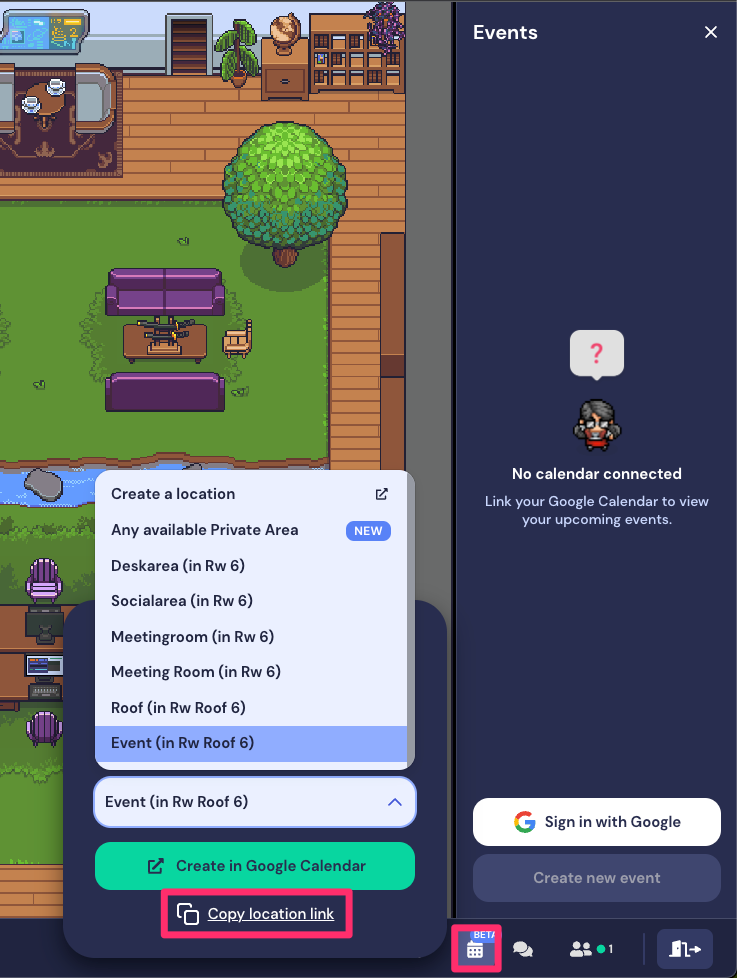 Events
?
No calendar connected
Link your Google Calendar to view
your upcoming events.
Create a location
Any available Private Area
NEW
Deskarea (in Rw 6)
Socialarea (in Rw 6)
Meetingroom (in Rw 6)
Meeting Room (in Rw 6)
Roof (in Rw Roof 6)
Event (in Rw Roof 6)
Event (in Rw Roof 6)
Create in Google Calendar
Copy location link
Sign in with Google
Create new event
BETA
1